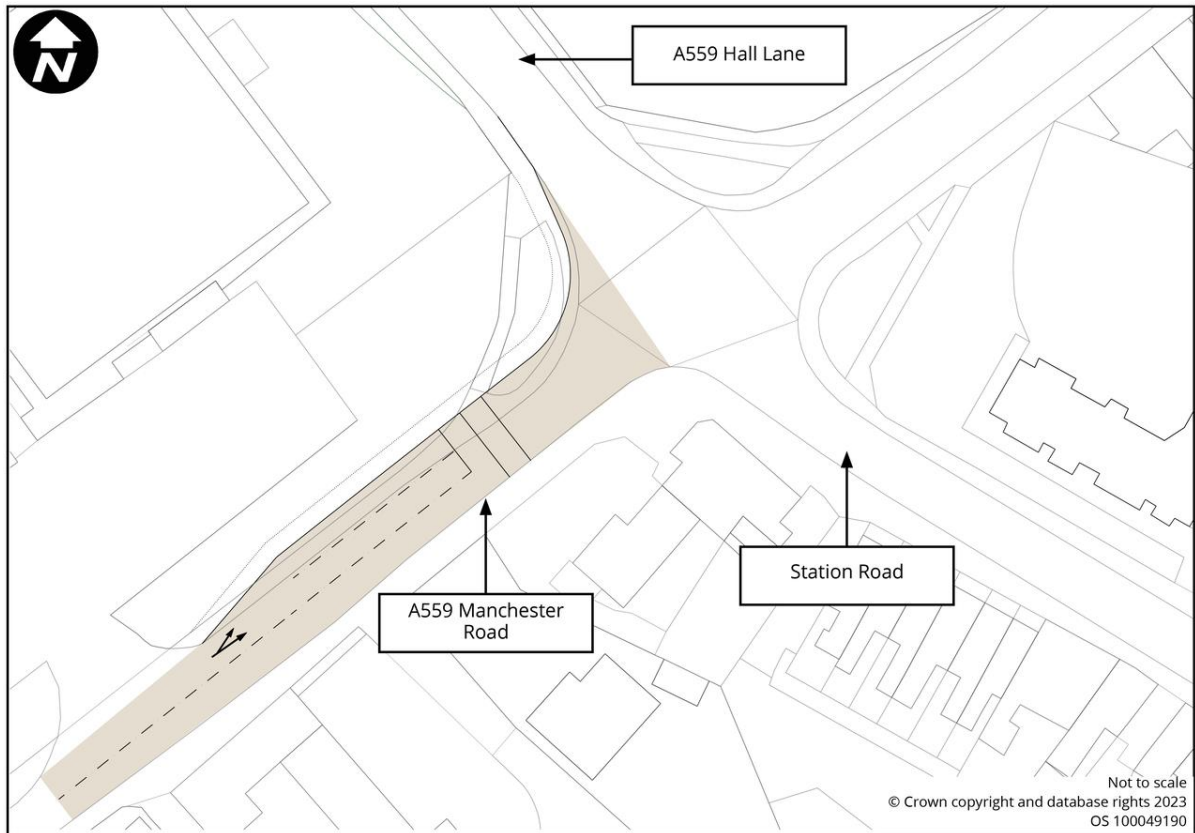 N
A559 Hall Lane
Station Road
A559 Manchester
Road
Not to scale
© Crown copyright and database rights 2023
OS 100049190